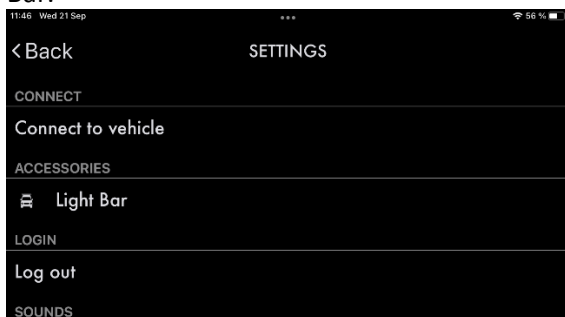 11:46 Wed 21 Sep ... 56 %
<Back SETTINGS
CONNECT
Connect to vehicle
ACCESSORIES
Light Bar
LOGIN
Log out
SOUNDS